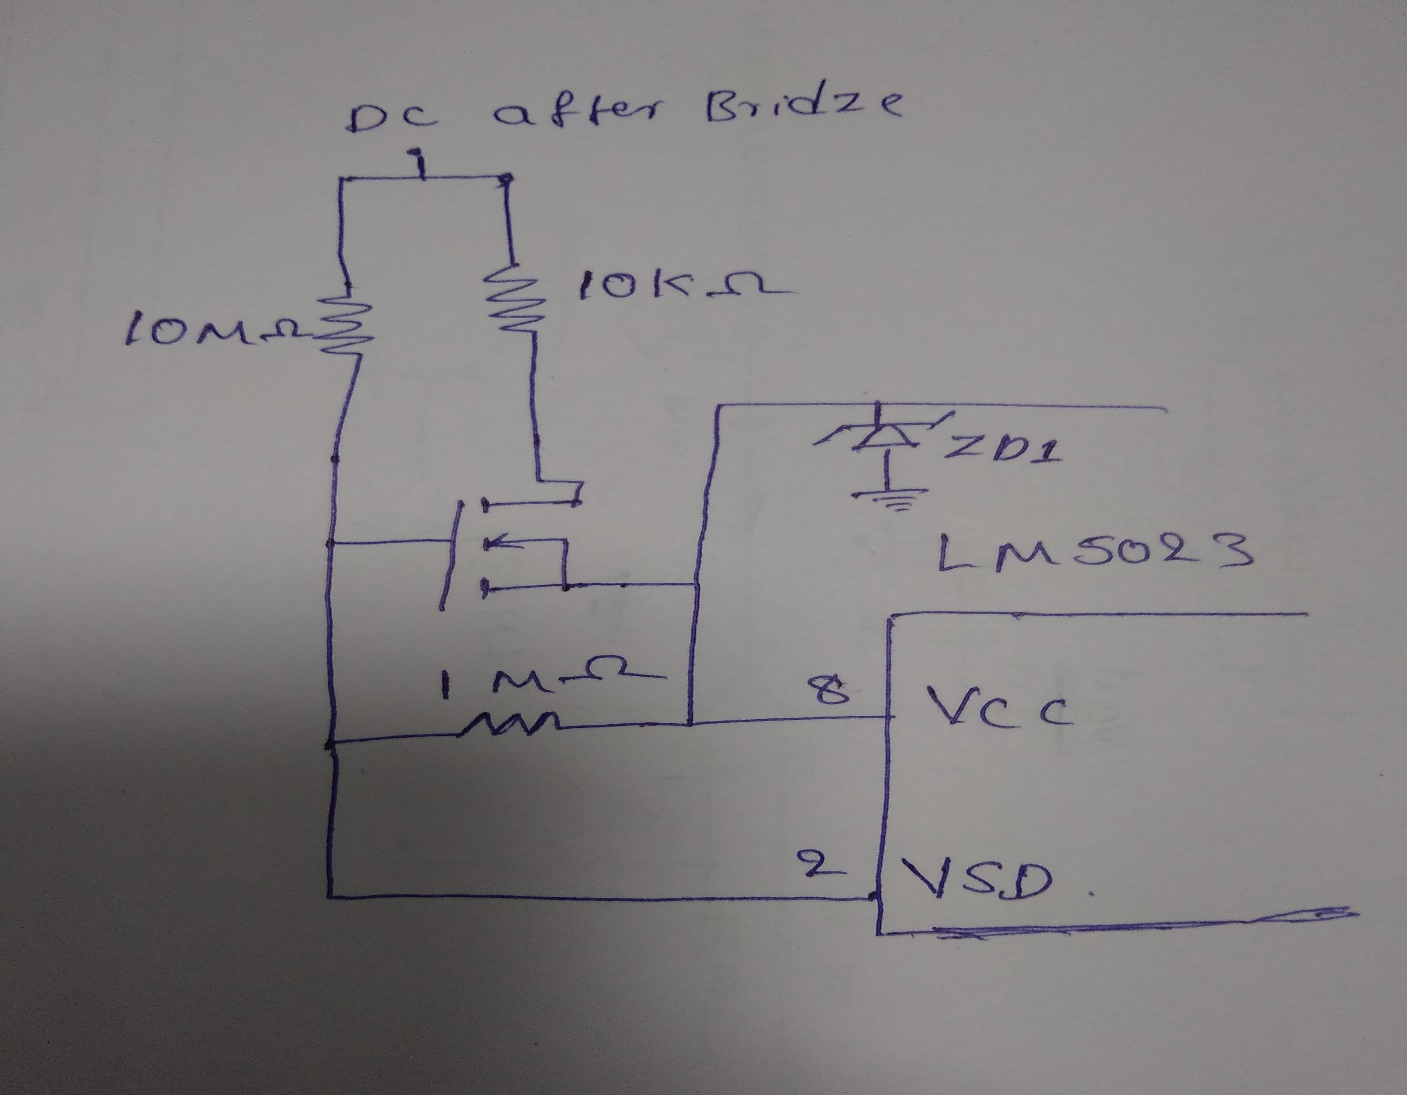 DC after Bridze
10KΩ
10MΩ
ZD1
LM5023
1MΩ
8
VCC
2
VSD.